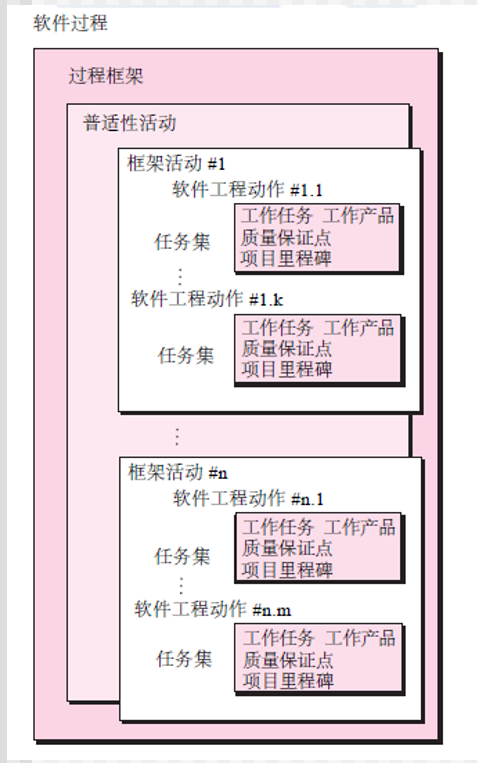 软件过程
过程框架
普适性活动
框架活动 #1
软件工程动作 #1.1
任务集
工作任务 工作产品
质量保证点
项目里程碑
⋮
软件工程动作 #1.k
任务集
工作任务 工作产品
质量保证点
项目里程碑
⋮
框架活动 #n
软件工程动作 #n.1
任务集
工作任务 工作产品
质量保证点
项目里程碑
⋮
软件工程动作 #n.m
任务集
工作任务 工作产品
质量保证点
项目里程碑